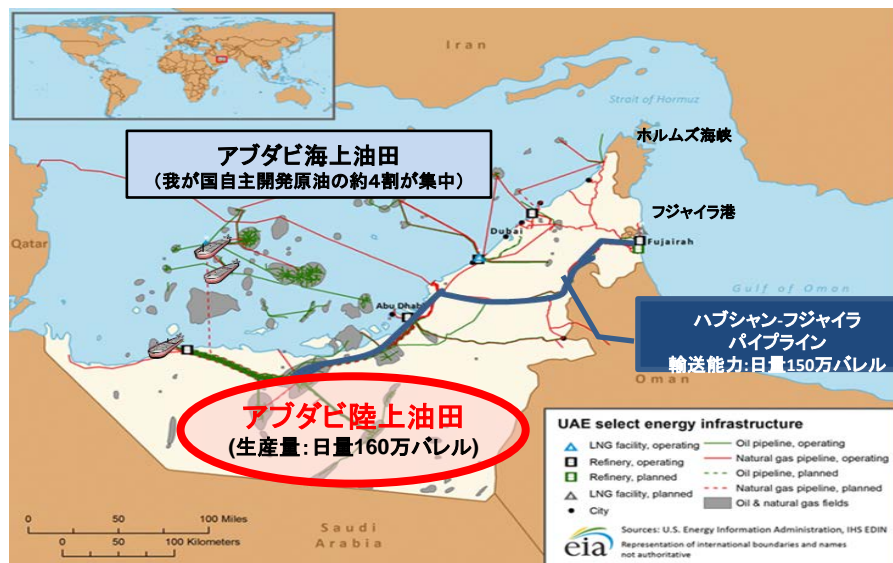 Iran
Strait of Hormuz
ホルムズ海峡
アブダビ海上油田
(我が国自主開発原油の約4割が集中)
フジャイラ港
Qatar
Dubai
Fujairah
Gulf of Oman
Abu Dhabi
ハブシャン-フジャイラ
パイプライン
輸送能力:日量150万バレル
Oman
アブダビ陸上油田
(生産量:日量160万バレル)
UAE select energy infrastructure
LNG facility, operating
Refinery, operating
Refinery, planned
LNG facility, planned
City
Oil pipeline, operating
Natural gas pipeline, operating
Oil pipeline, planned
Natural gas pipeline, planned
Oil & natural gas fields
0 50 100 Miles
0 50 100 Kilometers
Saudi
Arabia
eia
Sources: U.S. Energy Information Administration, IHS EDIN
Representation of international boundaries and names
not authoritative